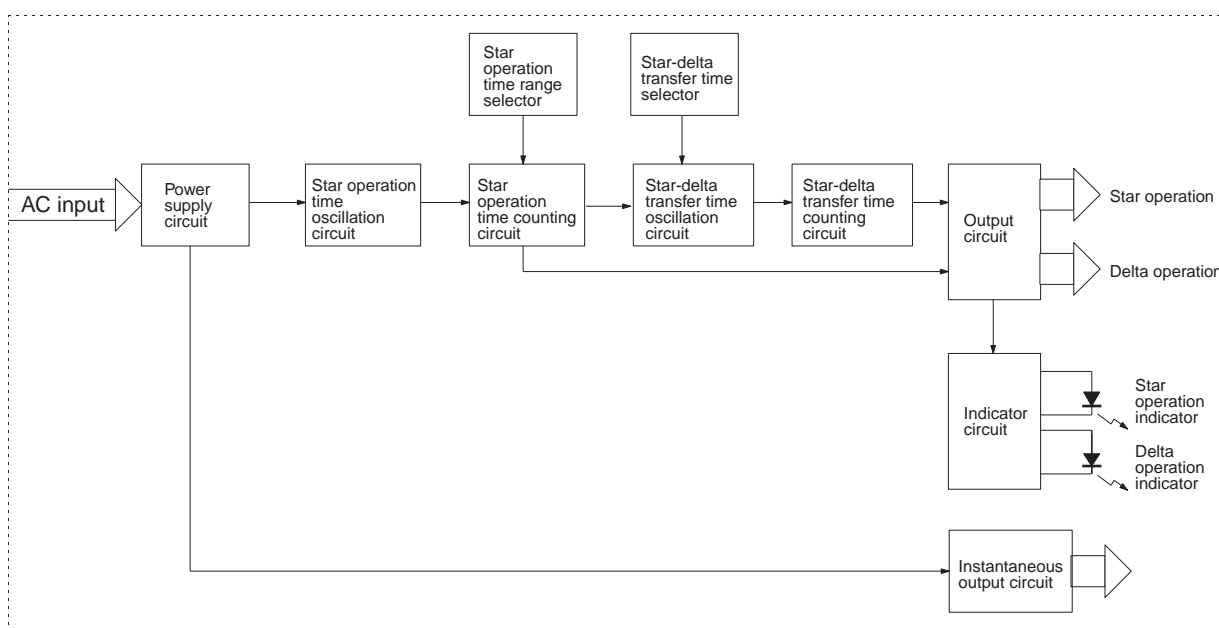 Star
operation
time range
selector
Star-delta
transfer time
selector
AC input
Power
supply
circuit
Star operation
time
oscillation
circuit
Star
operation
time counting
circuit
Star-delta
transfer time
oscillation circuit
Star-delta
transfer time
counting
circuit
Output
circuit
Star operation
Delta operation
Indicator
circuit
Star
operation
indicator
Delta
operation
indicator
Instantaneous
output circuit